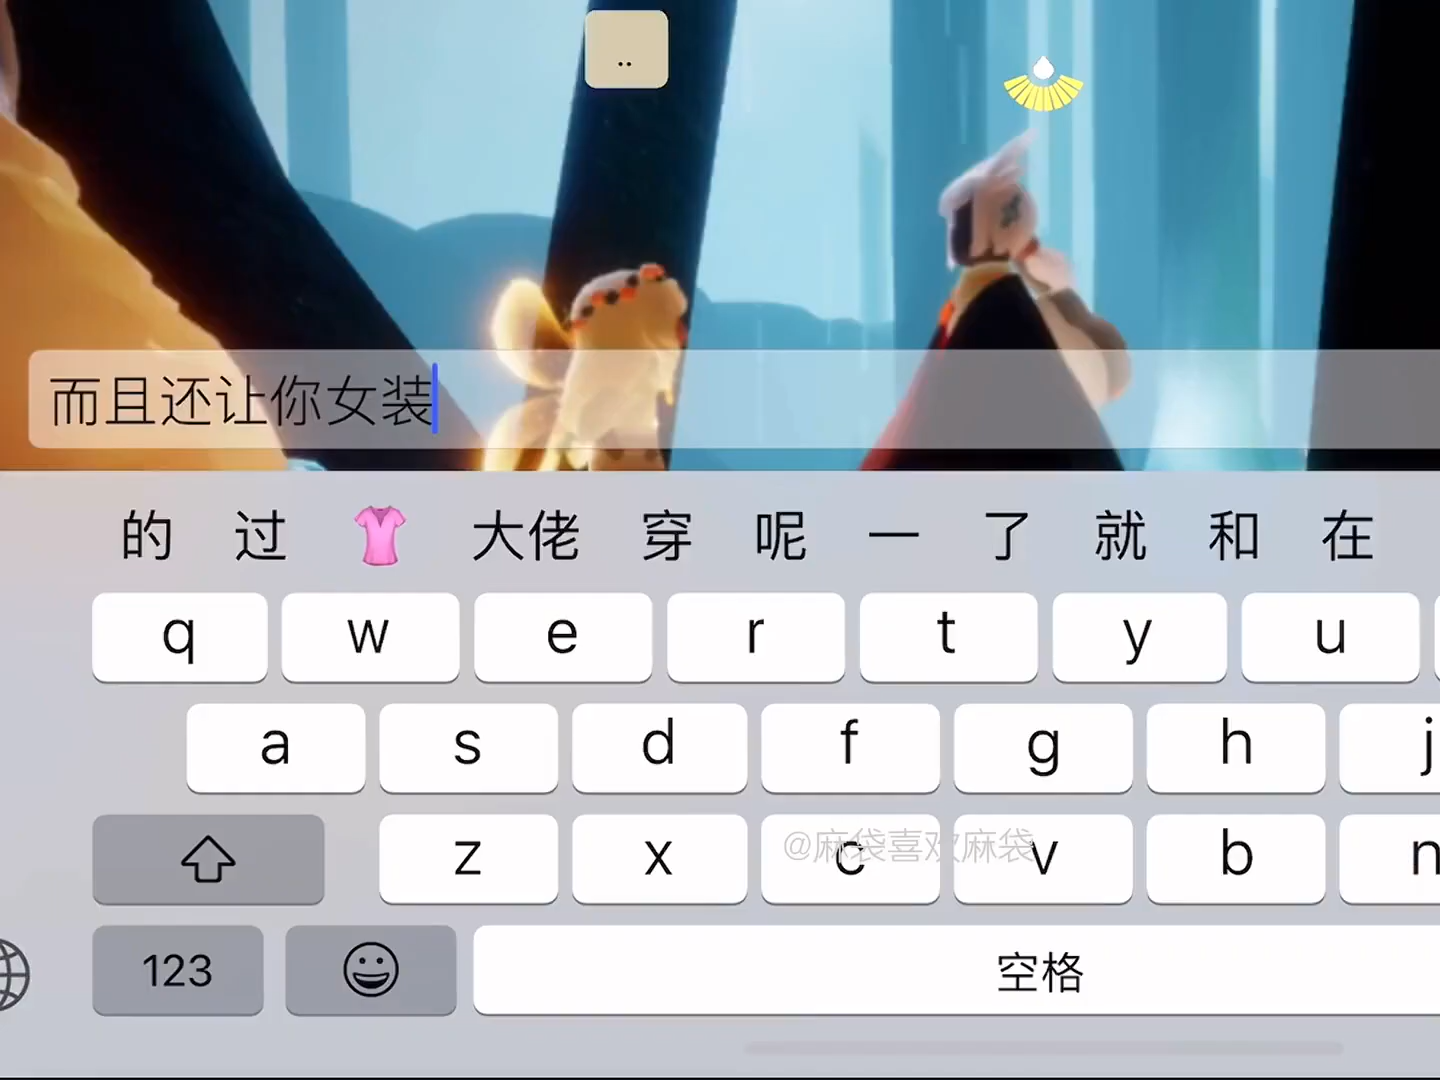 ..
而且还让你女装
的 过 👚 大佬 穿 呢 一 了 就 和 在
q w e r t y u
a s d f g h j
z x c v b n
@麻袋喜欢麻袋
123 空格